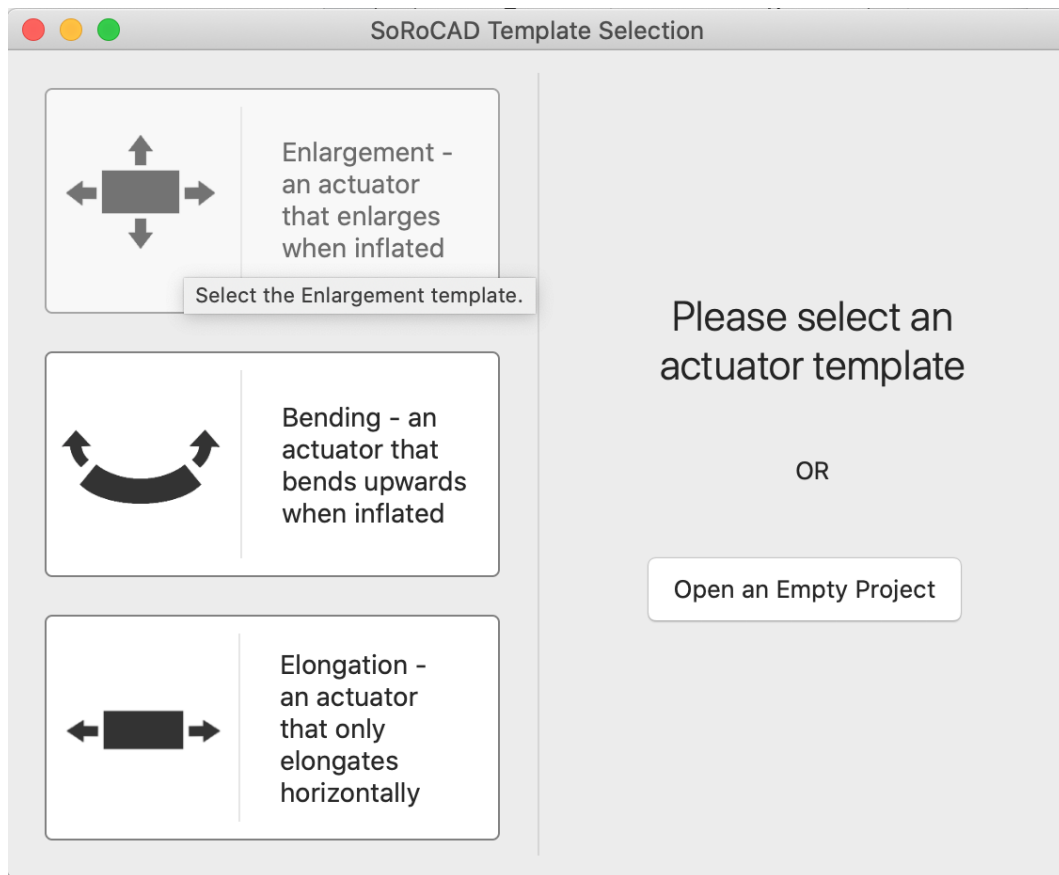 SoRoCAD Template Selection
Enlargement -
an actuator
that enlarges
when inflated
Select the Enlargement template.
Bending - an
actuator that
bends upwards
when inflated
Elongation -
an actuator
that only
elongates
horizontally
Please select an
actuator template
OR
Open an Empty Project